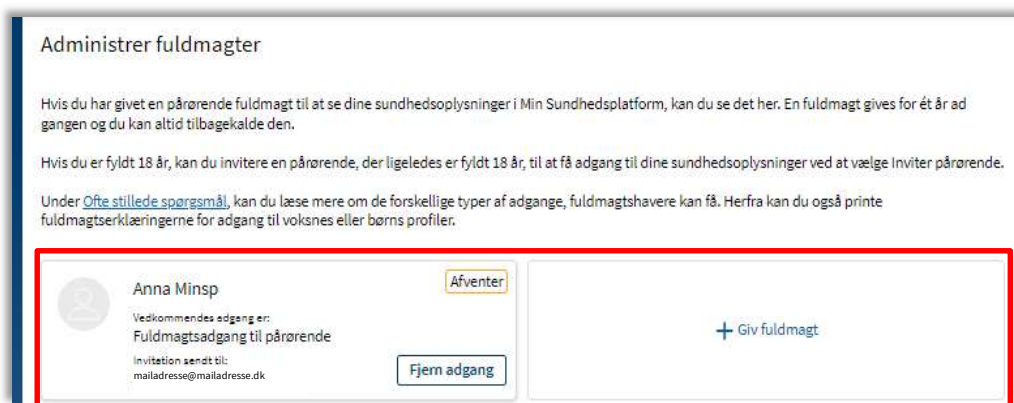 Administrer fuldmagter
Hvis du har givet en pårørende fuldmagt til at se dine sundhedsoplysninger i Min Sundhedsplatform, kan du se det her. En fuldmagt gives for ét år ad
gangen og du kan altid tilbagekalde den.
Hvis du er fyldt 18 år, kan du invitere en pårørende, der ligeledes er fyldt 18 år, til at få adgang til dine sundhedsoplysninger ved at vælge Inviter pårørende.
Under Ofte stillede spørgsmål, kan du læse mere om de forskellige typer af adgange, fuldmagtshavere kan få. Herfra kan du også printe
fuldmagtserklæringerne for adgang til voksnes eller børns profiler.
Anna Minsp
Afventer
Vedkommendes adgang er:
Fuldmagtsadgang til pårørende
Invitation sendt til:
mailadresse@mailadresse.dk
Fjern adgang
+ Giv fuldmagt